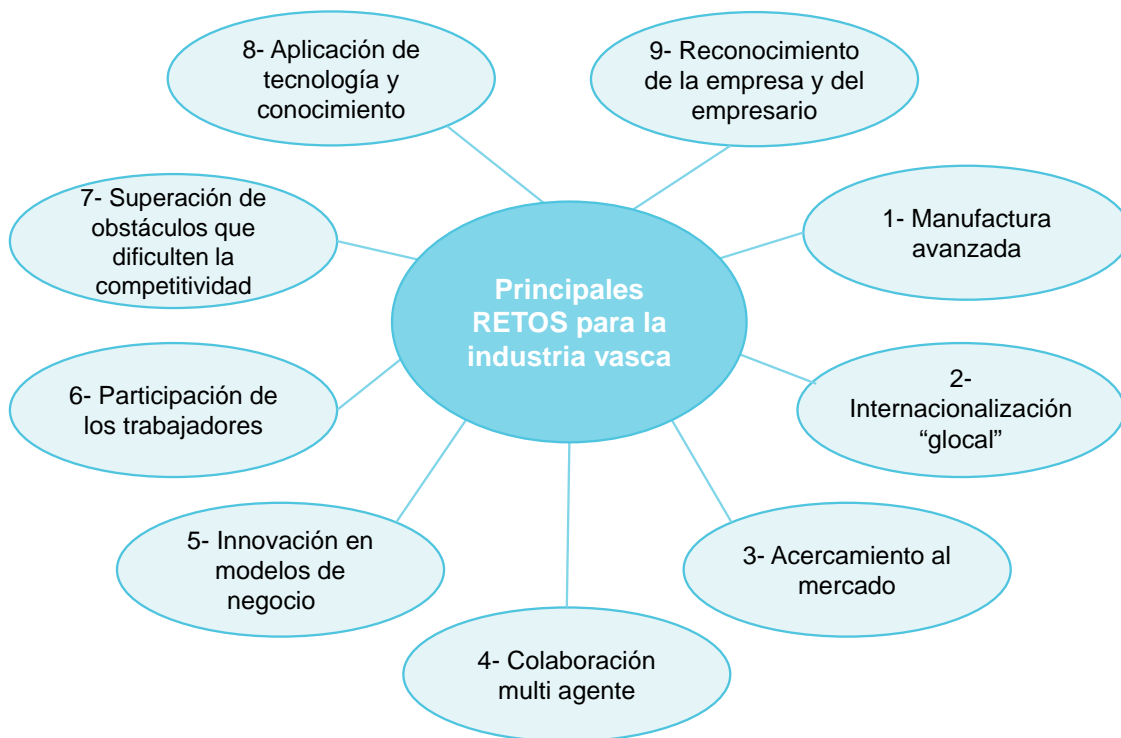 8- Aplicación de
tecnología y
conocimiento
9- Reconocimiento
de la empresa y del
empresario
7- Superación de
obstáculos que
dificulten la
competitividad
1- Manufactura
avanzada
Principales
RETOS para la
industria vasca
6- Participación de
los trabajadores
2-
Internacionalización
“glocal”
5- Innovación en
modelos de
negocio
3- Acercamiento al
mercado
4- Colaboración
multi agente